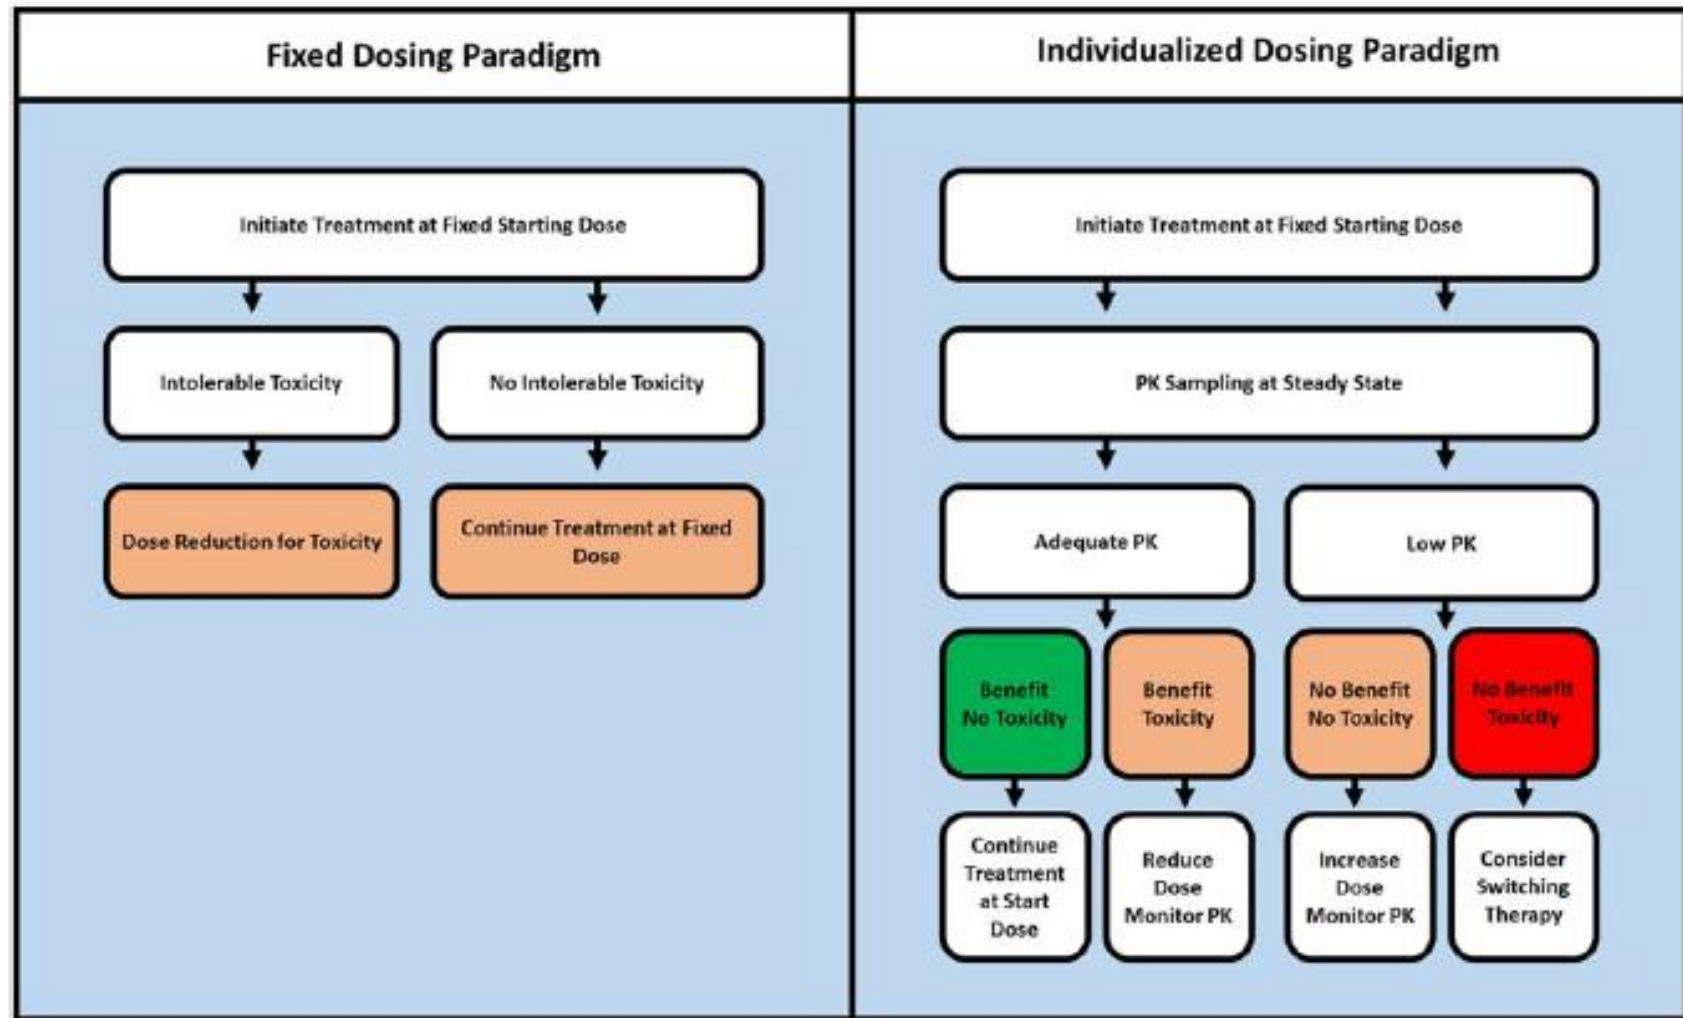 Fixed Dosing Paradigm
Initiate Treatment at Fixed Starting Dose
Intolerable Toxicity
No Intolerable Toxicity
Dose Reduction for Toxicity
Continue Treatment at Fixed
Dose
Individualized Dosing Paradigm
Initiate Treatment at Fixed Starting Dose
PK Sampling at Steady State
Adequate PK
Low PK
Benefit
No Toxicity
Benefit
Toxicity
No Benefit
No Toxicity
No Benefit
Toxicity
Continue
Treatment
at Start
Dose
Reduce
Dose
Monitor PK
Increase
Dose
Monitor PK
Consider
Switching
Therapy